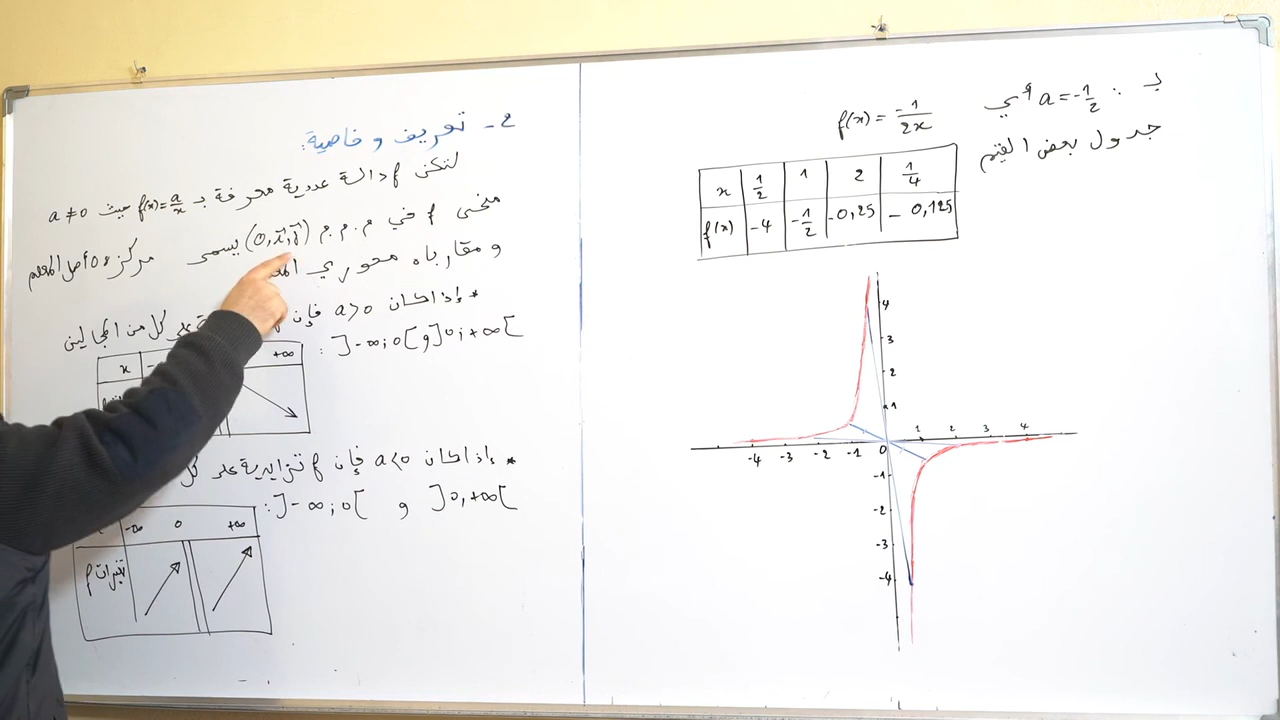 2- تعريف و خاصية:
لتكن f دالة عددية معرفة بـ f(x)=a/x حيث a≠0
منحنى f في م.م.م (O,i,j) يسمى مركزه O أصل المعلم
و مقارباه محوري
* إذا كان a>0 فإن على كل من المجالين
]-∞;0[ و ]0;+∞[ :
x - +∞
* إذا كان a<0 فإن f تزايدية على كل
]-∞;0[ و ]0,+∞[ :
-∞ 0 +∞
تغيرات f
بـ : a=-1/2 أي f(x)=-1/2x
جدول بعض القيم
x 1/2 1 2 1/4
f(x) -4 -1/2 -0,25 -0,125
4
3
2
1
-4 -3 -2 -1 0 1 2 3 4
-1
-2
-3
-4